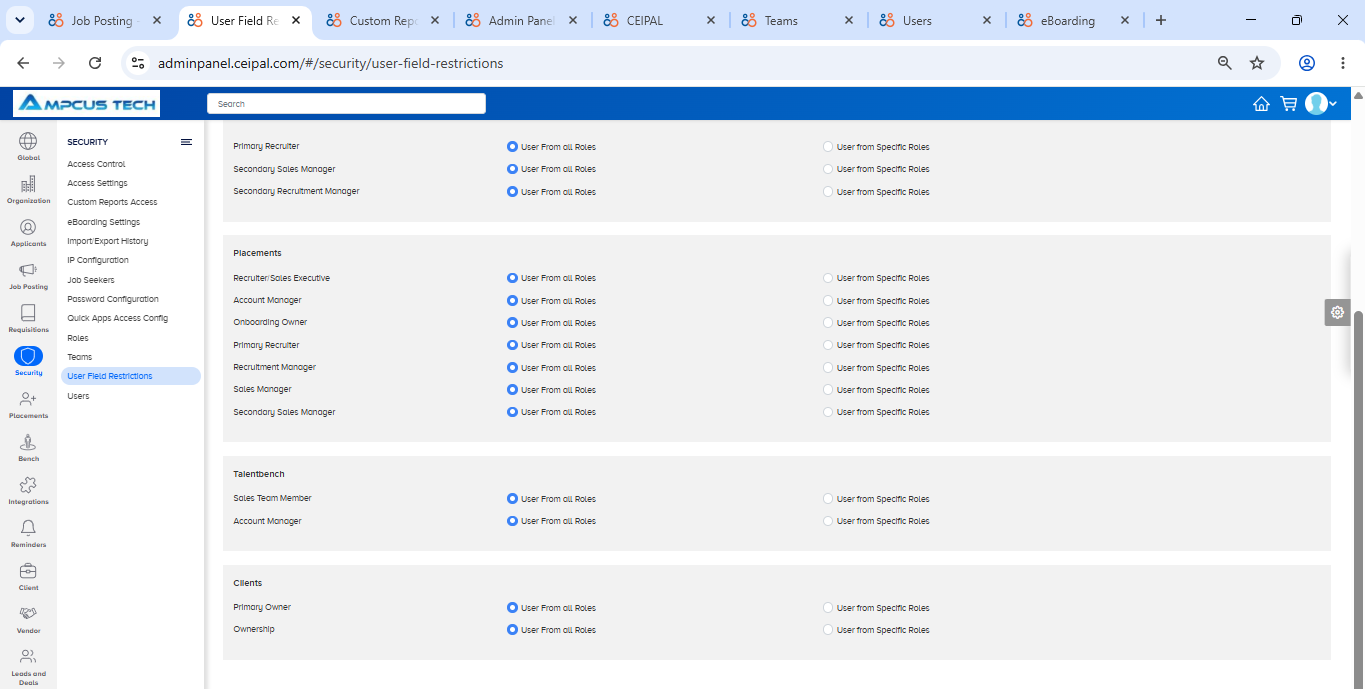 Job Posting -
User Field Re
Custom Repo
Admin Panel
CEIPAL
Teams
Users
eBoarding
adminpanel.ceipal.com/#/security/user-field-restrictions
AMPCUS TECH
Search
Global
Organization
Applicants
Job Posting
Requisitions
Security
Placements
Bench
Integrations
Reminders
Client
Vendor
Leads and
Deals
SECURITY
Access Control
Access Settings
Custom Reports Access
eBoarding Settings
Import/Export History
IP Configuration
Job Seekers
Password Configuration
Quick Apps Access Config
Roles
Teams
User Field Restrictions
Users
Primary Recruiter User From all Roles User from Specific Roles
Secondary Sales Manager User From all Roles User from Specific Roles
Secondary Recruitment Manager User From all Roles User from Specific Roles
Placements
Recruiter/Sales Executive User From all Roles User from Specific Roles
Account Manager User From all Roles User from Specific Roles
Onboarding Owner User From all Roles User from Specific Roles
Primary Recruiter User From all Roles User from Specific Roles
Recruitment Manager User From all Roles User from Specific Roles
Sales Manager User From all Roles User from Specific Roles
Secondary Sales Manager User From all Roles User from Specific Roles
Talentbench
Sales Team Member User From all Roles User from Specific Roles
Account Manager User From all Roles User from Specific Roles
Clients
Primary Owner User From all Roles User from Specific Roles
Ownership User From all Roles User from Specific Roles